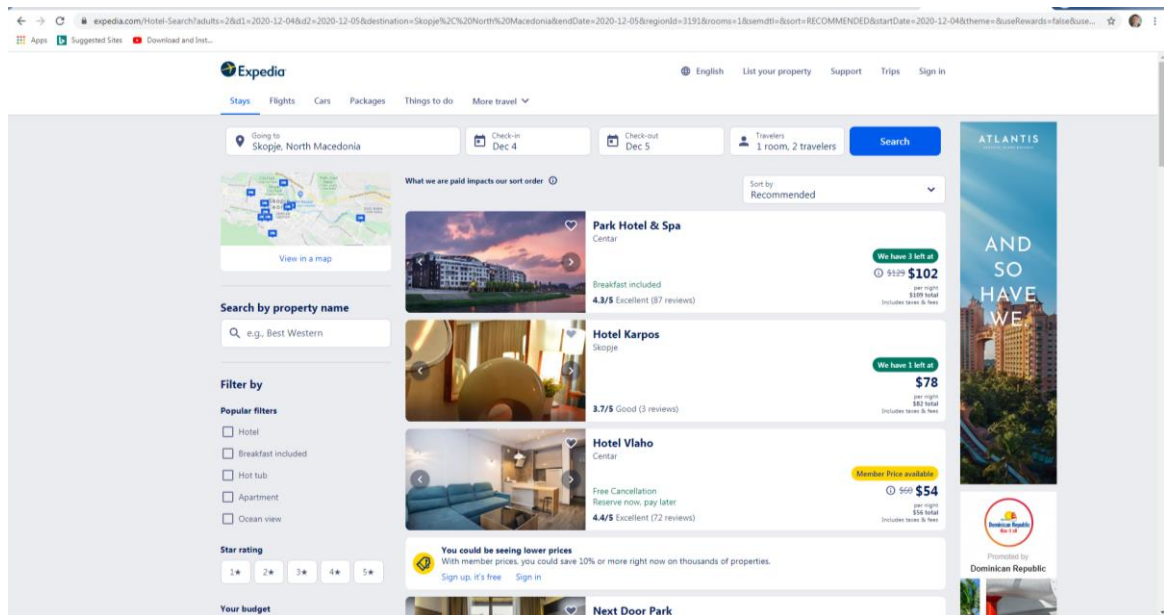 expedia.com/Hotel-Search?adults=2&d1=2020-12-04&d2=2020-12-05&destination=Skopje%2C%20North%20Macedonia&endDate=2020-12-05&regionId=3191&rooms=1&semdtl=&sort=RECOMMENDED&startDate=2020-12-04&theme=&useRewards=false&use...
Apps Suggested Sites Download and Inst...
Expedia
English List your property Support Trips Sign in
Stays Flights Cars Packages Things to do More travel
Going to
Skopje, North Macedonia
Check-in
Dec 4
Check-out
Dec 5
Travelers
1 room, 2 travelers
Search
View in a map
Search by property name
e.g., Best Western
Filter by
Popular filters
Hotel
Breakfast included
Hot tub
Apartment
Ocean view
Star rating
1★ 2★ 3★ 4★ 5★
Your budget
What we are paid impacts our sort order
Sort by
Recommended
Park Hotel & Spa
Centar
We have 3 left at
$129 $102
per night
$109 total
Includes taxes & fees
Breakfast included
4.3/5 Excellent (87 reviews)
Hotel Karpos
Skopje
We have 1 left at
$78
per night
$82 total
Includes taxes & fees
3.7/5 Good (3 reviews)
Hotel Vlaho
Centar
Member Price available
$60 $54
per night
$56 total
Includes taxes & fees
Free Cancellation
Reserve now, pay later
4.4/5 Excellent (72 reviews)
You could be seeing lower prices
With member prices, you could save 10% or more right now on thousands of properties.
Sign up, it's free Sign in
Next Door Park
ATLANTIS
AND
SO
HAVE
WE.
Dominican Republic
Promoted by
Dominican Republic